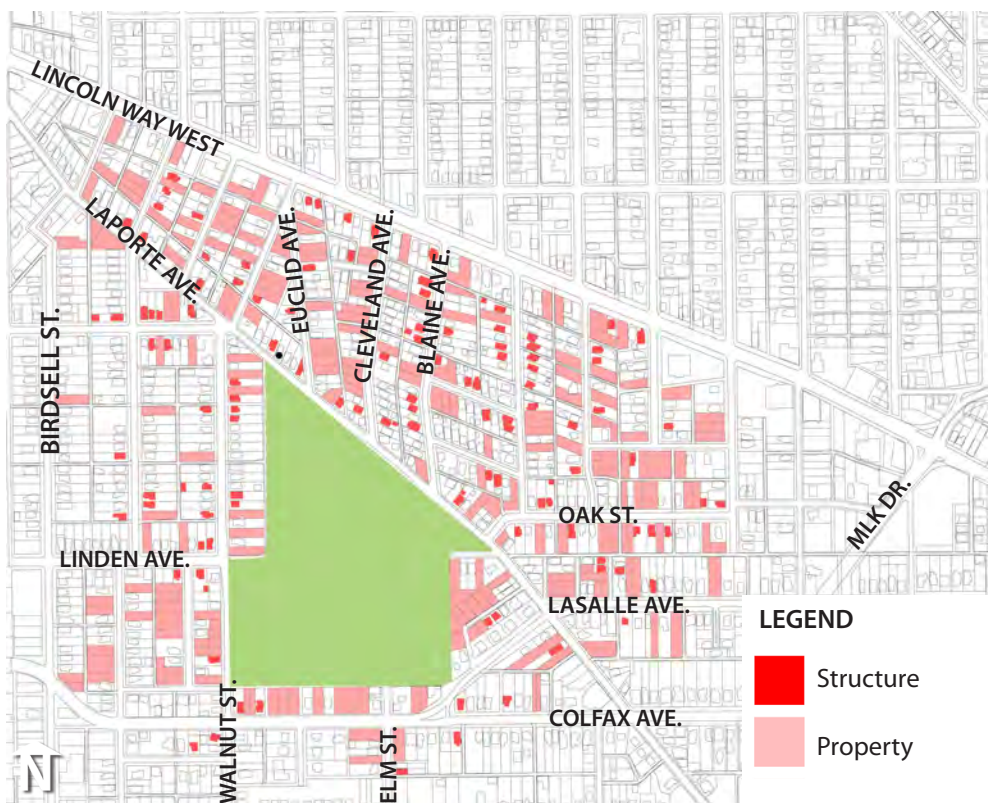 LINCOLN WAY WEST
LAPORTE AVE.
EUCLID AVE.
CLEVELAND AVE.
BLAINE AVE.
BIRDSELL ST.
OAK ST.
MLK DR.
LINDEN AVE.
LASALLE AVE.
LEGEND
Structure
Property
WALNUT ST.
ELM ST.
COLFAX AVE.
N